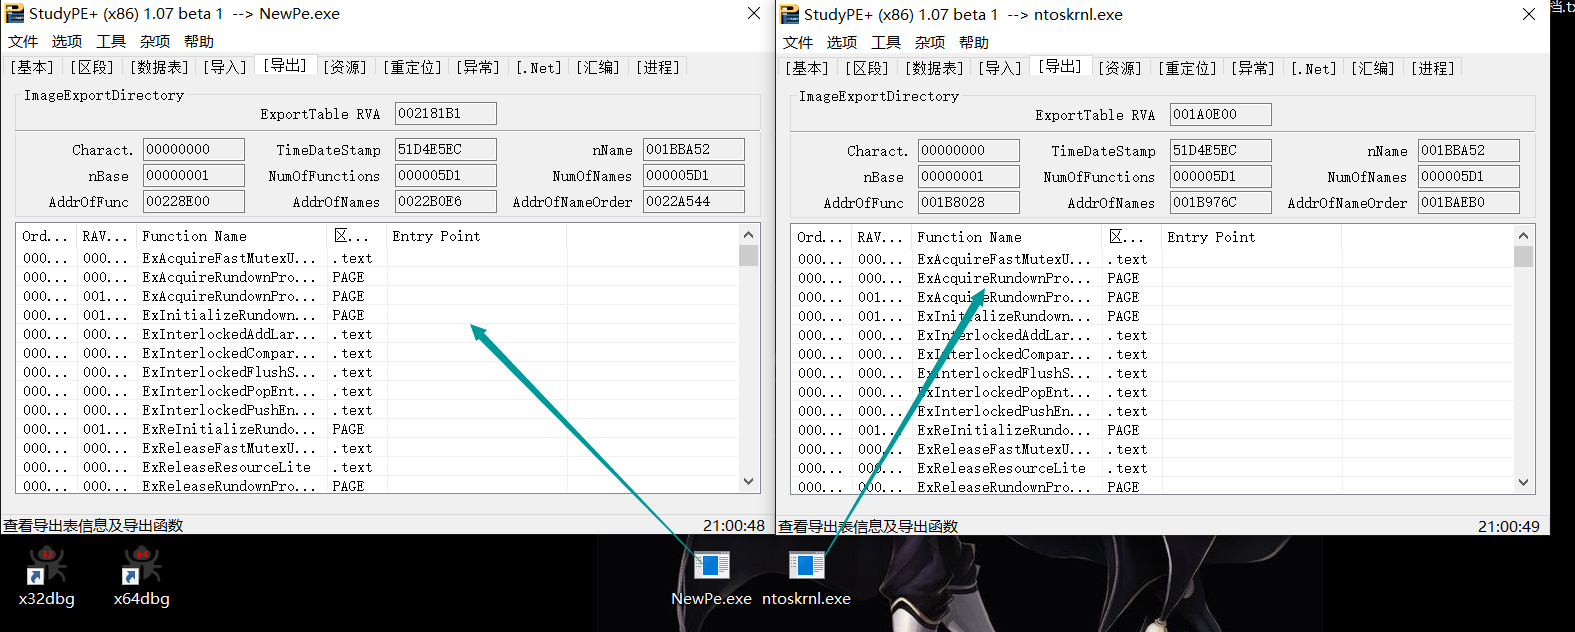 StudyPE+ (x86) 1.07 beta 1 --> NewPe.exe
文件 选项 工具 杂项 帮助
[基本] [区段] [数据表] [导入] [导出] [资源] [重定位] [异常] [.Net] [汇编] [进程]
ImageExportDirectory
ExportTable RVA 002181B1
Charact. 00000000 TimeDateStamp 51D4E5EC nName 001BBA52
nBase 00000001 NumOfFunctions 000005D1 NumOfNames 000005D1
AddrOfFunc 00228E00 AddrOfNames 0022B0E6 AddrOfNameOrder 0022A544
Ord... RAV... Function Name 区... Entry Point
000... 000... ExAcquireFastMutexU... .text
000... 000... ExAcquireRundownPro... PAGE
000... 001... ExAcquireRundownPro... PAGE
000... 001... ExInitializeRundown... PAGE
000... 000... ExInterlockedAddLar... .text
000... 000... ExInterlockedCompar... .text
000... 000... ExInterlockedFlushS... .text
000... 000... ExInterlockedPopEnt... .text
000... 000... ExInterlockedPushEn... .text
000... 001... ExReInitializeRundo... PAGE
000... 000... ExReleaseFastMutexU... .text
000... 000... ExReleaseResourceLite .text
000... 000... ExReleaseRundownPro... PAGE
查看导出表信息及导出函数 21:00:48
StudyPE+ (x86) 1.07 beta 1 --> ntoskrnl.exe
文件 选项 工具 杂项 帮助
[基本] [区段] [数据表] [导入] [导出] [资源] [重定位] [异常] [.Net] [汇编] [进程]
ImageExportDirectory
ExportTable RVA 001A0E00
Charact. 00000000 TimeDateStamp 51D4E5EC nName 001BBA52
nBase 00000001 NumOfFunctions 000005D1 NumOfNames 000005D1
AddrOfFunc 001B8028 AddrOfNames 001B976C AddrOfNameOrder 001BAEB0
Ord... RAV... Function Name 区... Entry Point
000... 000... ExAcquireFastMutexU... .text
000... 000... ExAcquireRundownPro... PAGE
000... 001... ExAcquireRundownPro... PAGE
000... 001... ExInitializeRundown... PAGE
000... 000... ExInterlockedAddLar... .text
000... 000... ExInterlockedCompar... .text
000... 000... ExInterlockedFlushS... .text
000... 000... ExInterlockedPopEnt... .text
000... 000... ExInterlockedPushEn... .text
000... 001... ExReInitializeRundo... PAGE
000... 000... ExReleaseFastMutexU... .text
000... 000... ExReleaseResourceLite .text
000... 000... ExReleaseRundownPro... PAGE
查看导出表信息及导出函数 21:00:49
档.tx
32 64
x32dbg x64dbg NewPe.exe ntoskrnl.exe